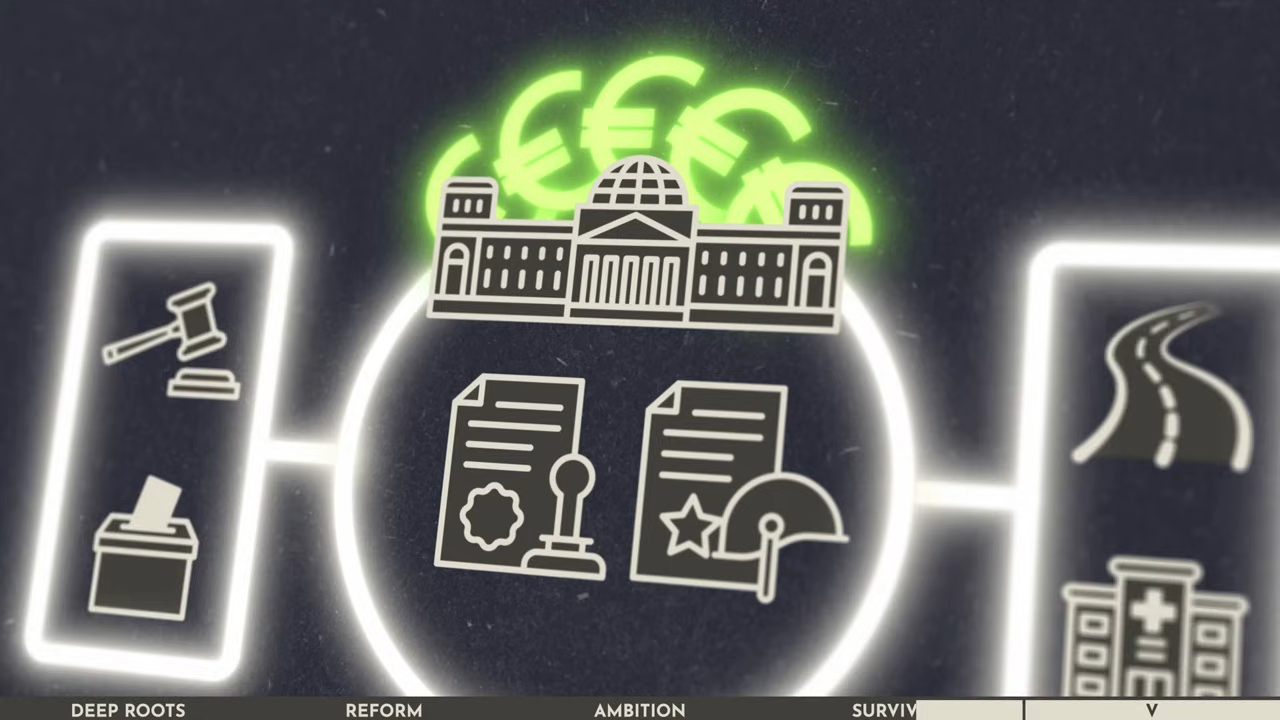 € € € € €
DEEP ROOTS
REFORM
AMBITION
SURVIV
V